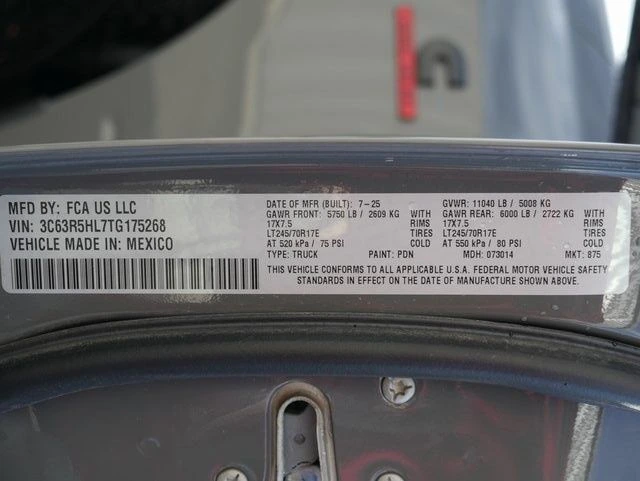 MFD BY: FCA US LLC
VIN: 3C63R5HL7TG175268
VEHICLE MADE IN: MEXICO
DATE OF MFR (BUILT): 7-25 GVWR: 11040 LB / 5008 KG
GAWR FRONT: 5750 LB / 2609 KG WITH GAWR REAR: 6000 LB / 2722 KG WITH
17X7.5 RIMS 17X7.5 RIMS
LT245/70R17E TIRES LT245/70R17E TIRES
AT 520 kPa / 75 PSI COLD AT 550 kPa / 80 PSI COLD
TYPE: TRUCK PAINT: PDN MDH: 073014 MKT: 875
THIS VEHICLE CONFORMS TO ALL APPLICABLE U.S.A. FEDERAL MOTOR VEHICLE SAFETY
STANDARDS IN EFFECT ON THE DATE OF MANUFACTURE SHOWN ABOVE.